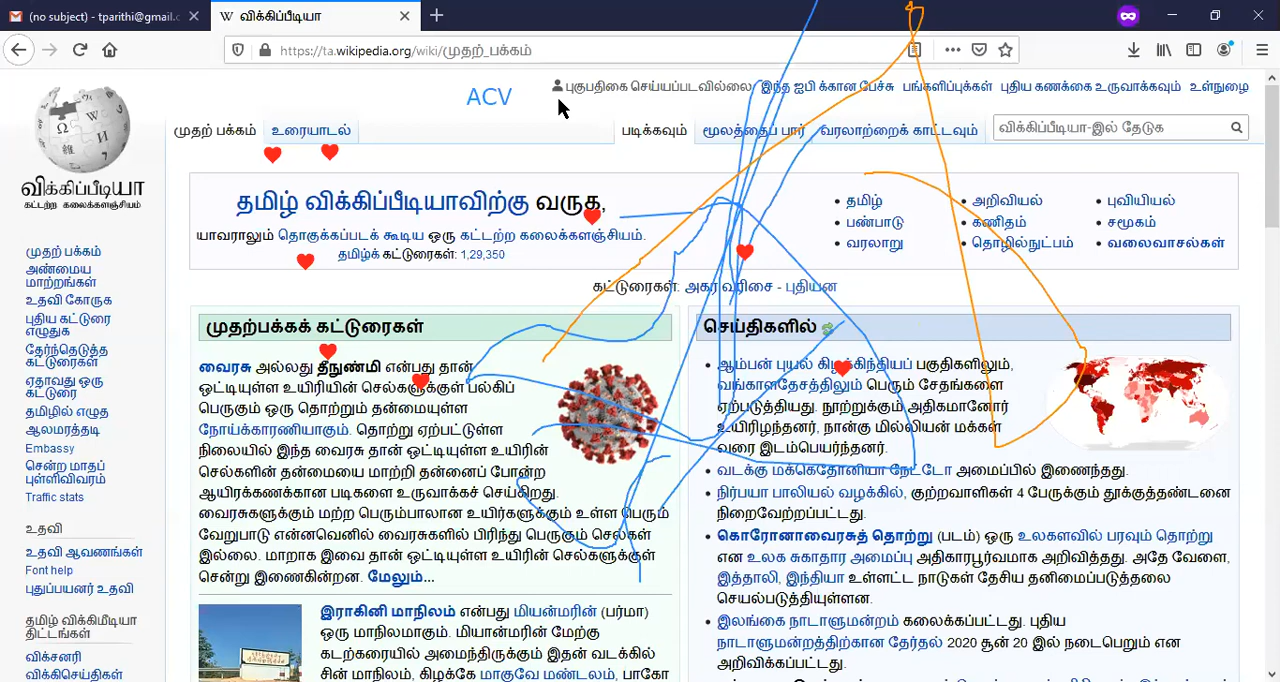 (no subject) - tparithi@gmail.c
விக்கிப்பீடியா
https://ta.wikipedia.org/wiki/முதற்_பக்கம்
ACV
புகுபதிகை செய்யப்படவில்லை இந்த ஐபி க்கான பேச்சு பங்களிப்புக்கள் புதிய கணக்கை உருவாக்கவும் உள்நுழை
முதற் பக்கம் உரையாடல் படிக்கவும் மூலத்தைப் பார் வரலாற்றைக் காட்டவும் விக்கிப்பீடியா-இல் தேடுக
விக்கிப்பீடியா
கட்டற்ற கலைக்களஞ்சியம்
முதற் பக்கம்
அண்மைய
மாற்றங்கள்
உதவி கோருக
புதிய கட்டுரை
எழுதுக
தேர்ந்தெடுத்த
கட்டுரைகள்
ஏதாவது ஒரு
கட்டுரை
தமிழில் எழுத
ஆலமரத்தடி
Embassy
சென்ற மாதப்
புள்ளிவிவரம்
Traffic stats
உதவி
உதவி ஆவணங்கள்
Font help
புதுப்பயனர் உதவி
தமிழ் விக்கிமீடியா
திட்டங்கள்
விக்சனரி
விக்கிசெய்திகள்
தமிழ் விக்கிப்பீடியாவிற்கு வருக,
யாவராலும் தொகுக்கப்படக் கூடிய ஒரு கட்டற்ற கலைக்களஞ்சியம்.
தமிழ்க் கட்டுரைகள்: 1,29,350
தமிழ்
பண்பாடு
வரலாறு
அறிவியல்
கணிதம்
தொழில்நுட்பம்
புவியியல்
சமூகம்
வலைவாசல்கள்
கட்டுரைகள்: அகர வரிசை - புதியன
முதற்பக்கக் கட்டுரைகள்
வைரசு அல்லது தீநுண்மி என்பது தான்
ஒட்டியுள்ள உயிரியின் செல்களுக்குள் பல்கிப்
பெருகும் ஒரு தொற்றும் தன்மையுள்ள
நோய்க்காரணியாகும். தொற்று ஏற்பட்டுள்ள
நிலையில் இந்த வைரசு தான் ஒட்டியுள்ள உயிரின்
செல்களின் தன்மையை மாற்றி தன்னைப் போன்ற
ஆயிரக்கணக்கான படிகளை உருவாக்கச் செய்கிறது.
வைரசுகளுக்கும் மற்ற பெரும்பாலான உயிர்களுக்கும் உள்ள பெரும்
வேறுபாடு என்னவெனில் வைரசுகளில் பிரிந்து பெருகும் செல்கள்
இல்லை. மாறாக இவை தான் ஒட்டியுள்ள உயிரின் செல்களுக்குள்
சென்று இணைகின்றன. மேலும்...
இராகினி மாநிலம் என்பது மியன்மரின் (பர்மா)
ஒரு மாநிலமாகும். மியான்மரின் மேற்கு
கடற்கரையில் அமைந்திருக்கும் இதன் வடக்கில்
சின் மாநிலம், கிழக்கே மாகுவே மண்டலம், பாகோ
செய்திகளில்
ஆம்பன் புயல் கிழக்கிந்தியப் பகுதிகளிலும்,
வங்காளதேசத்திலும் பெரும் சேதங்களை
ஏற்படுத்தியது. நூற்றுக்கும் அதிகமானோர்
உயிரிழந்தனர், நான்கு மில்லியன் மக்கள்
வரை இடம்பெயர்ந்தனர்.
வடக்கு மக்கெதோனியா நேட்டோ அமைப்பில் இணைந்தது.
நிர்பயா பாலியல் வழக்கில், குற்றவாளிகள் 4 பேருக்கும் தூக்குத்தண்டனை
நிறைவேற்றப்பட்டது.
கொரோனாவைரசுத் தொற்று (படம்) ஒரு உலகளவில் பரவும் தொற்று
என உலக சுகாதார அமைப்பு அதிகாரபூர்வமாக அறிவித்தது. அதே வேளை,
இத்தாலி, இந்தியா உள்ளட்ட நாடுகள் தேசிய தனிமைப்படுத்தலை
செயல்படுத்தியுள்ளன.
இலங்கை நாடாளுமன்றம் கலைக்கப்பட்டது. புதிய
நாடாளுமன்றத்திற்கான தேர்தல் 2020 சூன் 20 இல் நடைபெறும் என
அறிவிக்கப்பட்டது.